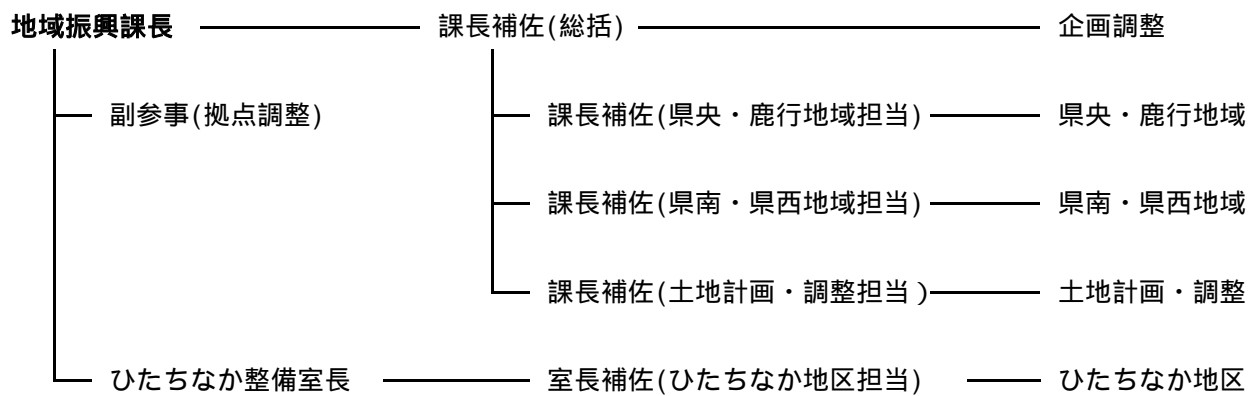 地域振興課長 課長補佐(総括) 企画調整
副参事(拠点調整) 課長補佐(県央・鹿行地域担当) 県央・鹿行地域
課長補佐(県南・県西地域担当) 県南・県西地域
課長補佐(土地計画・調整担当) 土地計画・調整
ひたちなか整備室長 室長補佐(ひたちなか地区担当) ひたちなか地区